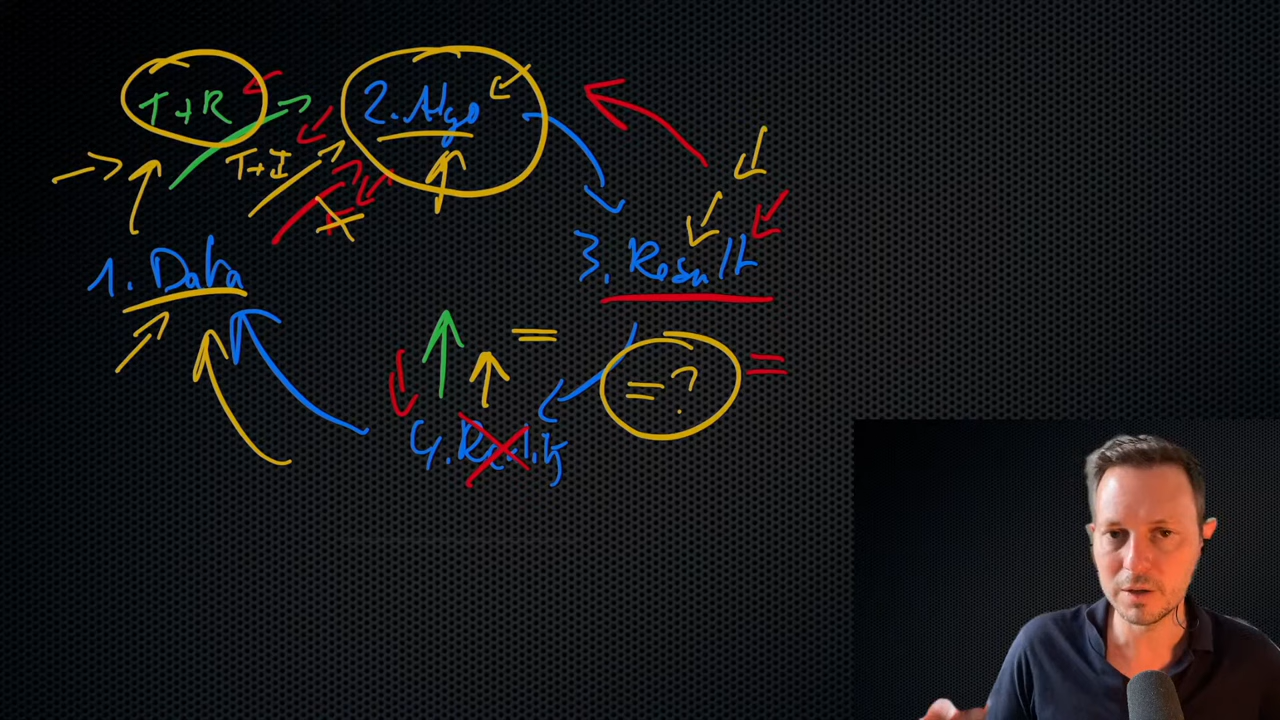 T+R
2. Algo
T+I
1. Data
3. Result
= ?
=
=
4. Reality